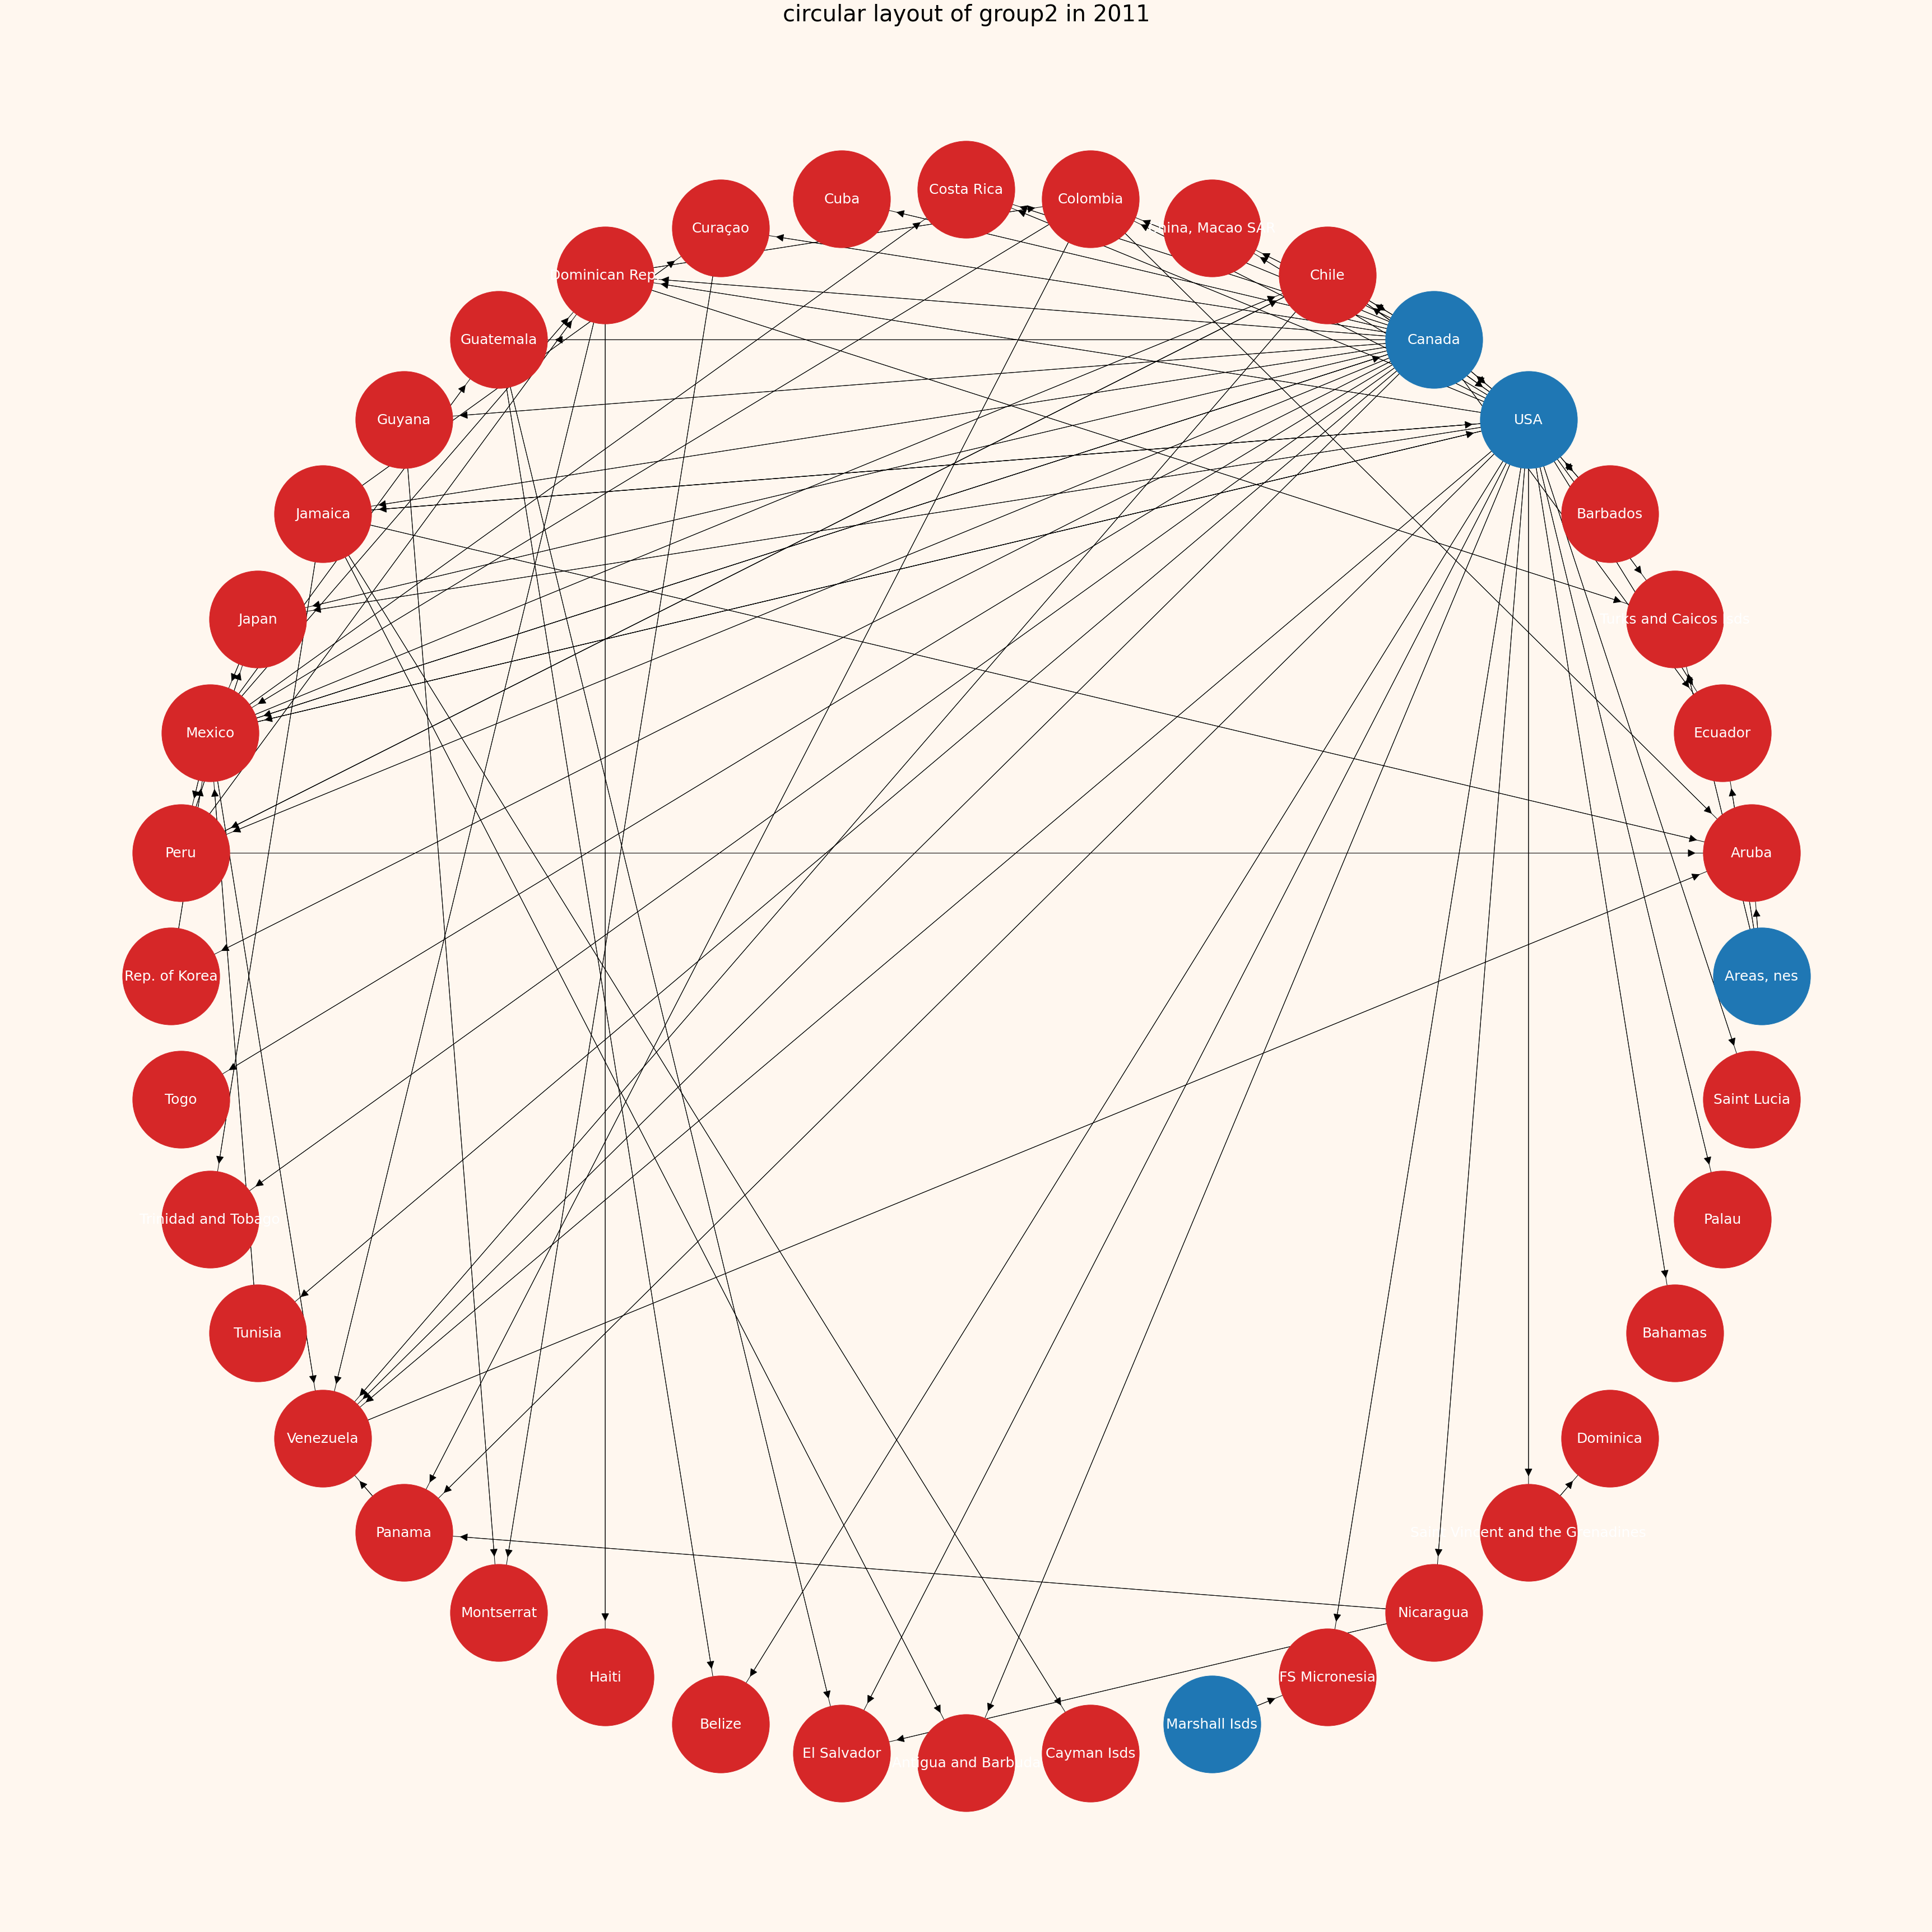 circular layout of group2 in 2011
Costa Rica
Cuba
Colombia
Curaçao
China, Macao SAR
Dominican Rep.
Chile
Guatemala
Canada
Guyana
USA
Jamaica
Barbados
Japan
Turks and Caicos Isds
Mexico
Ecuador
Peru
Aruba
Rep. of Korea
Areas, nes
Togo
Saint Lucia
Trinidad and Tobago
Palau
Tunisia
Bahamas
Venezuela
Dominica
Panama
Saint Vincent and the Grenadines
Montserrat
Nicaragua
Haiti
FS Micronesia
Belize
Marshall Isds
El Salvador
Cayman Isds
Antigua and Barbuda